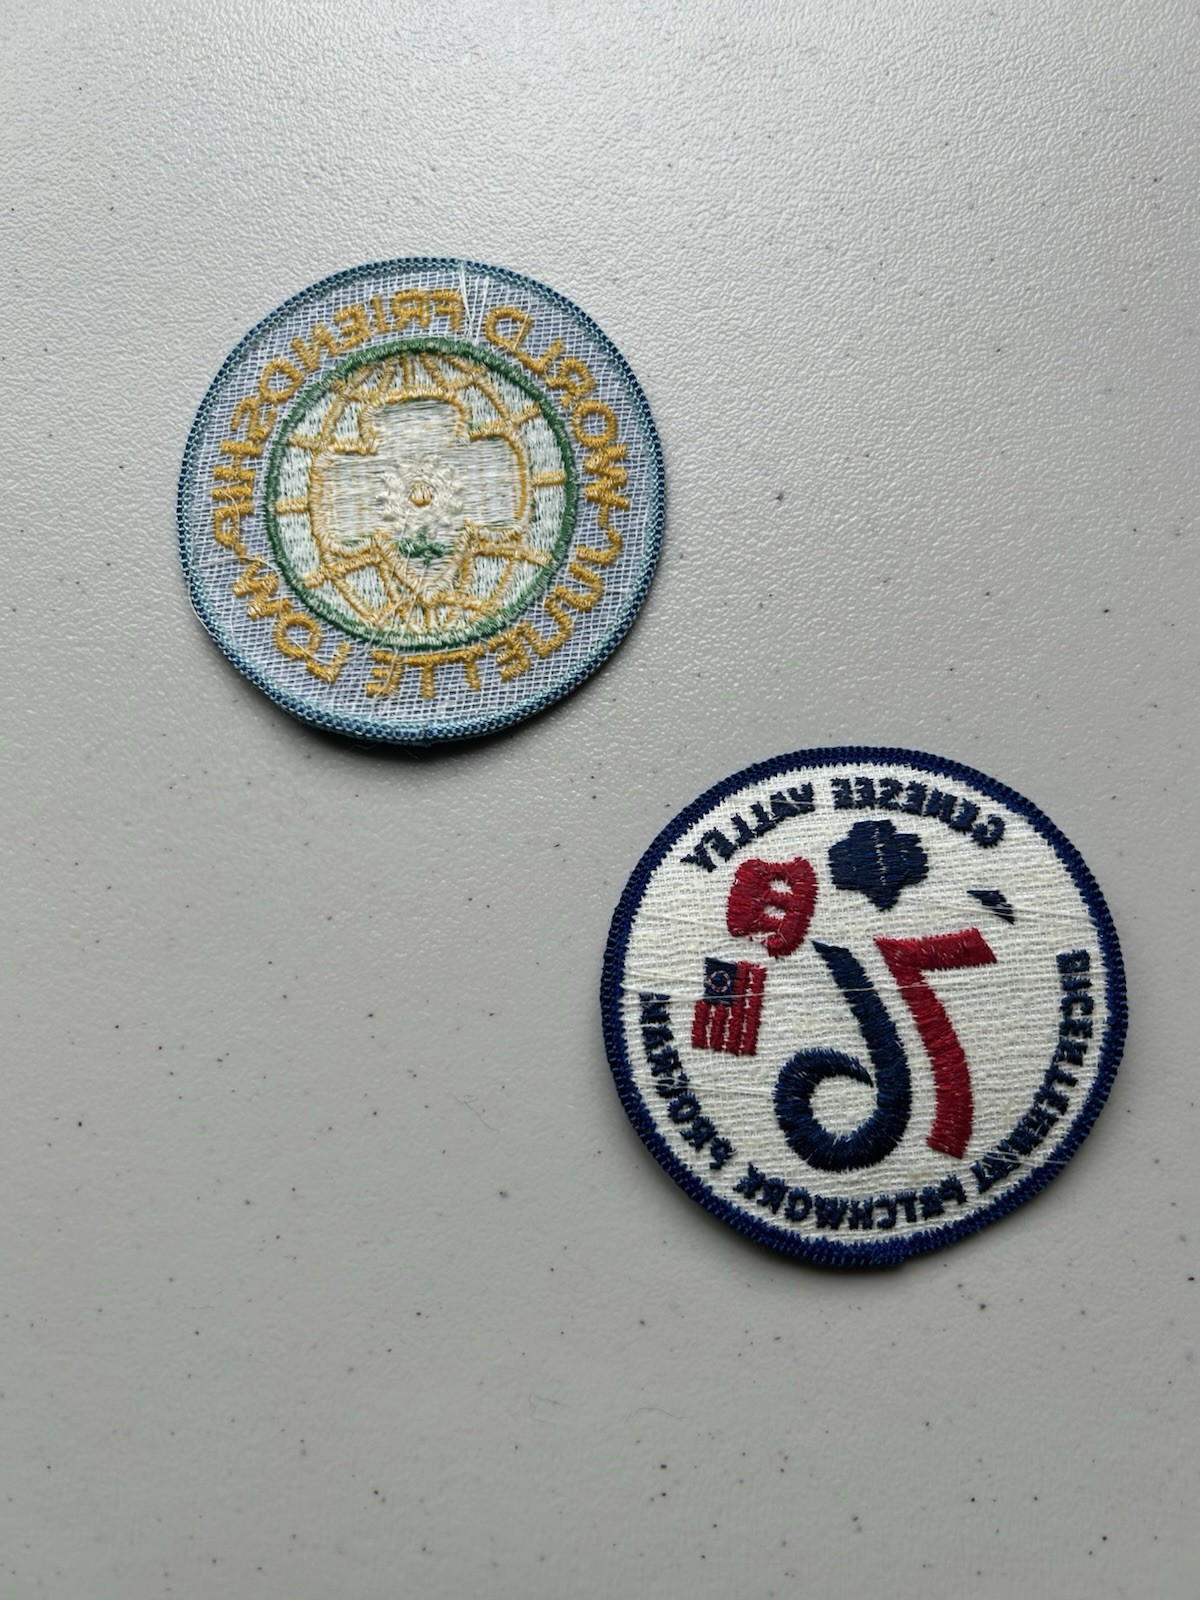 WORLD FRIENDSHIP
-JULIETTE LOW-
GENESEE VALLEY
'76
BICENTENNIAL PATCHWORK PROGRAM